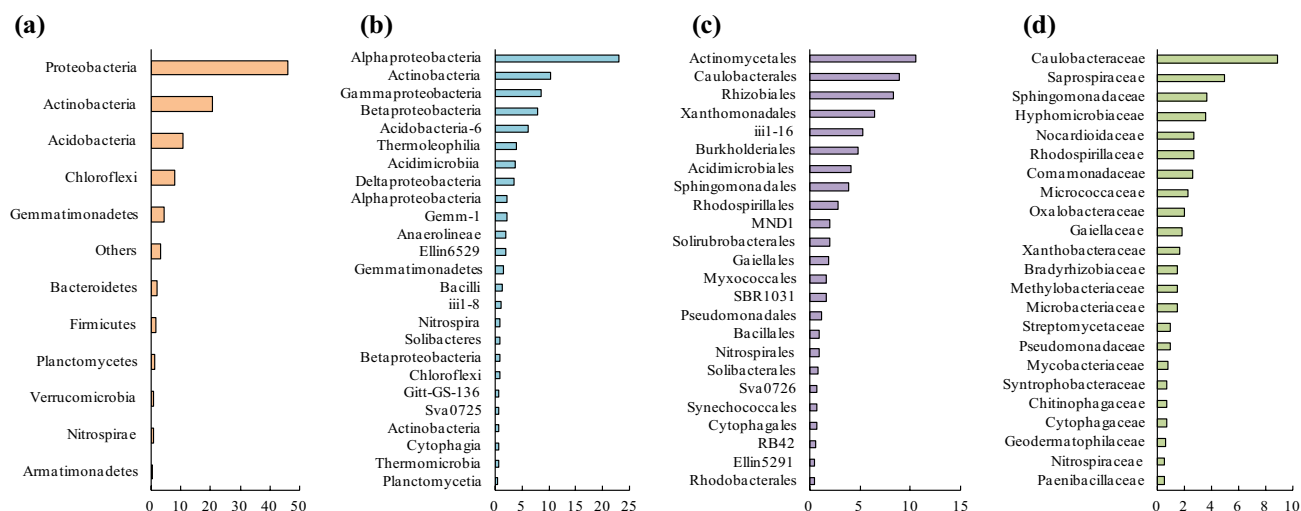 (a)
Proteobacteria
Actinobacteria
Acidobacteria
Chloroflexi
Gemmatimonadetes
Others
Bacteroidetes
Firmicutes
Planctomycetes
Verrucomicrobia
Nitrospirae
Armatimonadetes
0 10 20 30 40 50
(b)
Alphaproteobacteria
Actinobacteria
Gammaproteobacteria
Betaproteobacteria
Acidobacteria-6
Thermoleophilia
Acidimicrobiia
Deltaproteobacteria
Alphaproteobacteria
Gemm-1
Anaerolineae
Ellin6529
Gemmatimonadetes
Bacilli
iii1-8
Nitrospira
Solibacteres
Betaproteobacteria
Chloroflexi
Gitt-GS-136
Sva0725
Actinobacteria
Cytophagia
Thermomicrobia
Planctomycetia
0 5 10 15 20 25
(c)
Actinomycetales
Caulobacterales
Rhizobiales
Xanthomonadales
iii1-16
Burkholderiales
Acidimicrobiales
Sphingomonadales
Rhodospirillales
MND1
Solirubrobacterales
Gaiellales
Myxococcales
SBR1031
Pseudomonadales
Bacillales
Nitrospirales
Solibacterales
Sva0726
Synechococcales
Cytophagales
RB42
Ellin5291
Rhodobacterales
0 5 10 15
(d)
Caulobacteraceae
Saprospiraceae
Sphingomonadaceae
Hyphomicrobiaceae
Nocardioidaceae
Rhodospirillaceae
Comamonadaceae
Micrococcaceae
Oxalobacteraceae
Gaiellaceae
Xanthobacteraceae
Bradyrhizobiaceae
Methylobacteriaceae
Microbacteriaceae
Streptomycetaceae
Pseudomonadaceae
Mycobacteriaceae
Syntrophobacteraceae
Chitinophagaceae
Cytophagaceae
Geodermatophilaceae
Nitrospiraceae
Paenibacillaceae
0 2 4 6 8 10